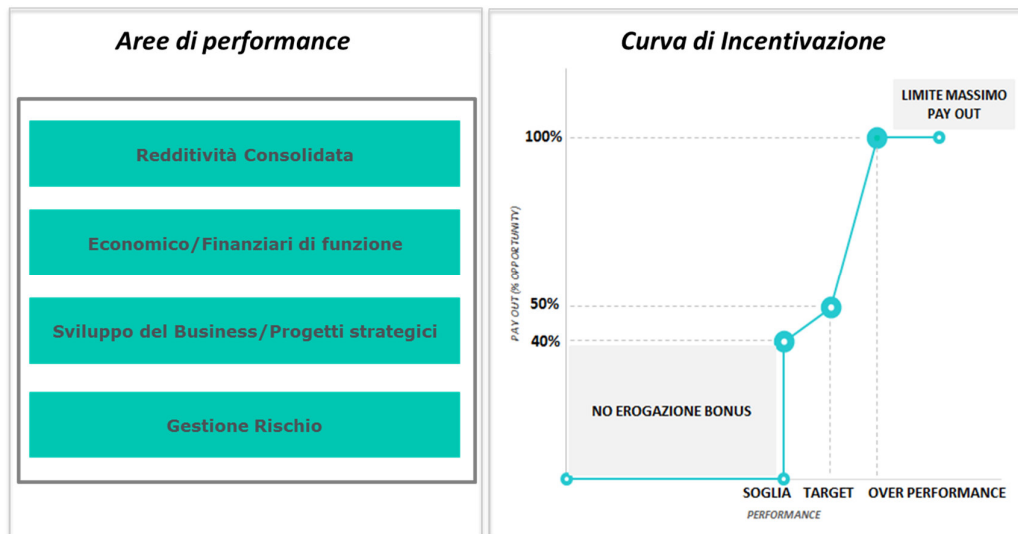 Aree di performance
Redditività Consolidata
Economico/Finanziari di funzione
Sviluppo del Business/Progetti strategici
Gestione Rischio
Curva di Incentivazione
LIMITE MASSIMO
PAY OUT
100%
50%
40%
PAY OUT (% OPPORTUNITY)
NO EROGAZIONE BONUS
SOGLIA TARGET OVER PERFORMANCE
PERFORMANCE